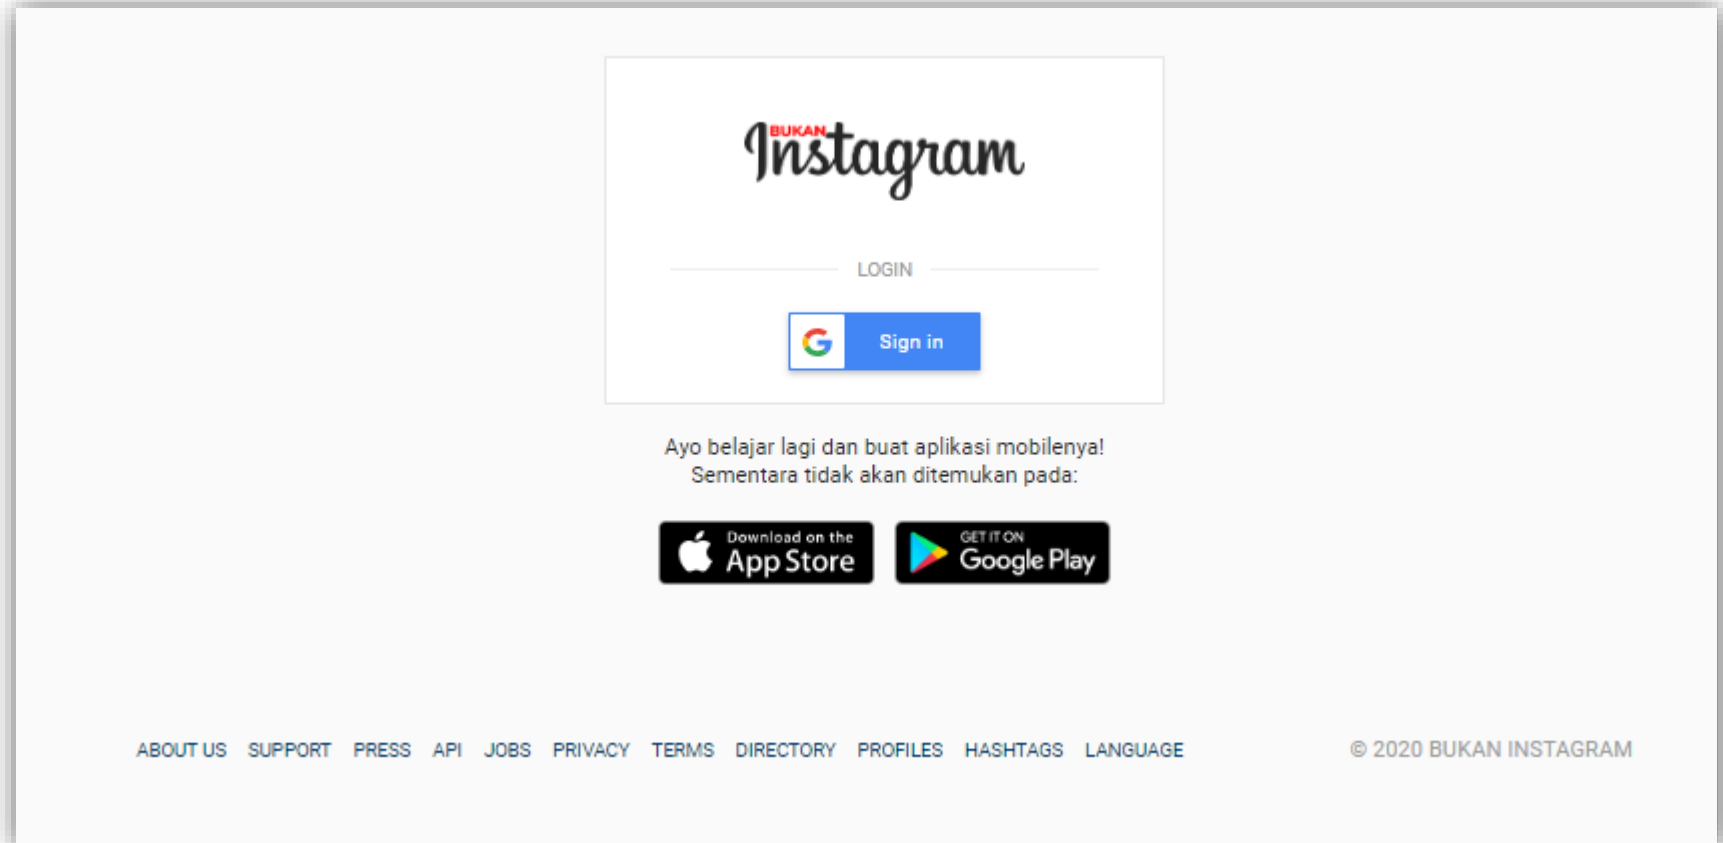 BUKAN
Instagram
LOGIN
G Sign in
Ayo belajar lagi dan buat aplikasi mobilenya!
Sementara tidak akan ditemukan pada:
Download on the
App Store
GET IT ON
Google Play
ABOUT US SUPPORT PRESS API JOBS PRIVACY TERMS DIRECTORY PROFILES HASHTAGS LANGUAGE © 2020 BUKAN INSTAGRAM